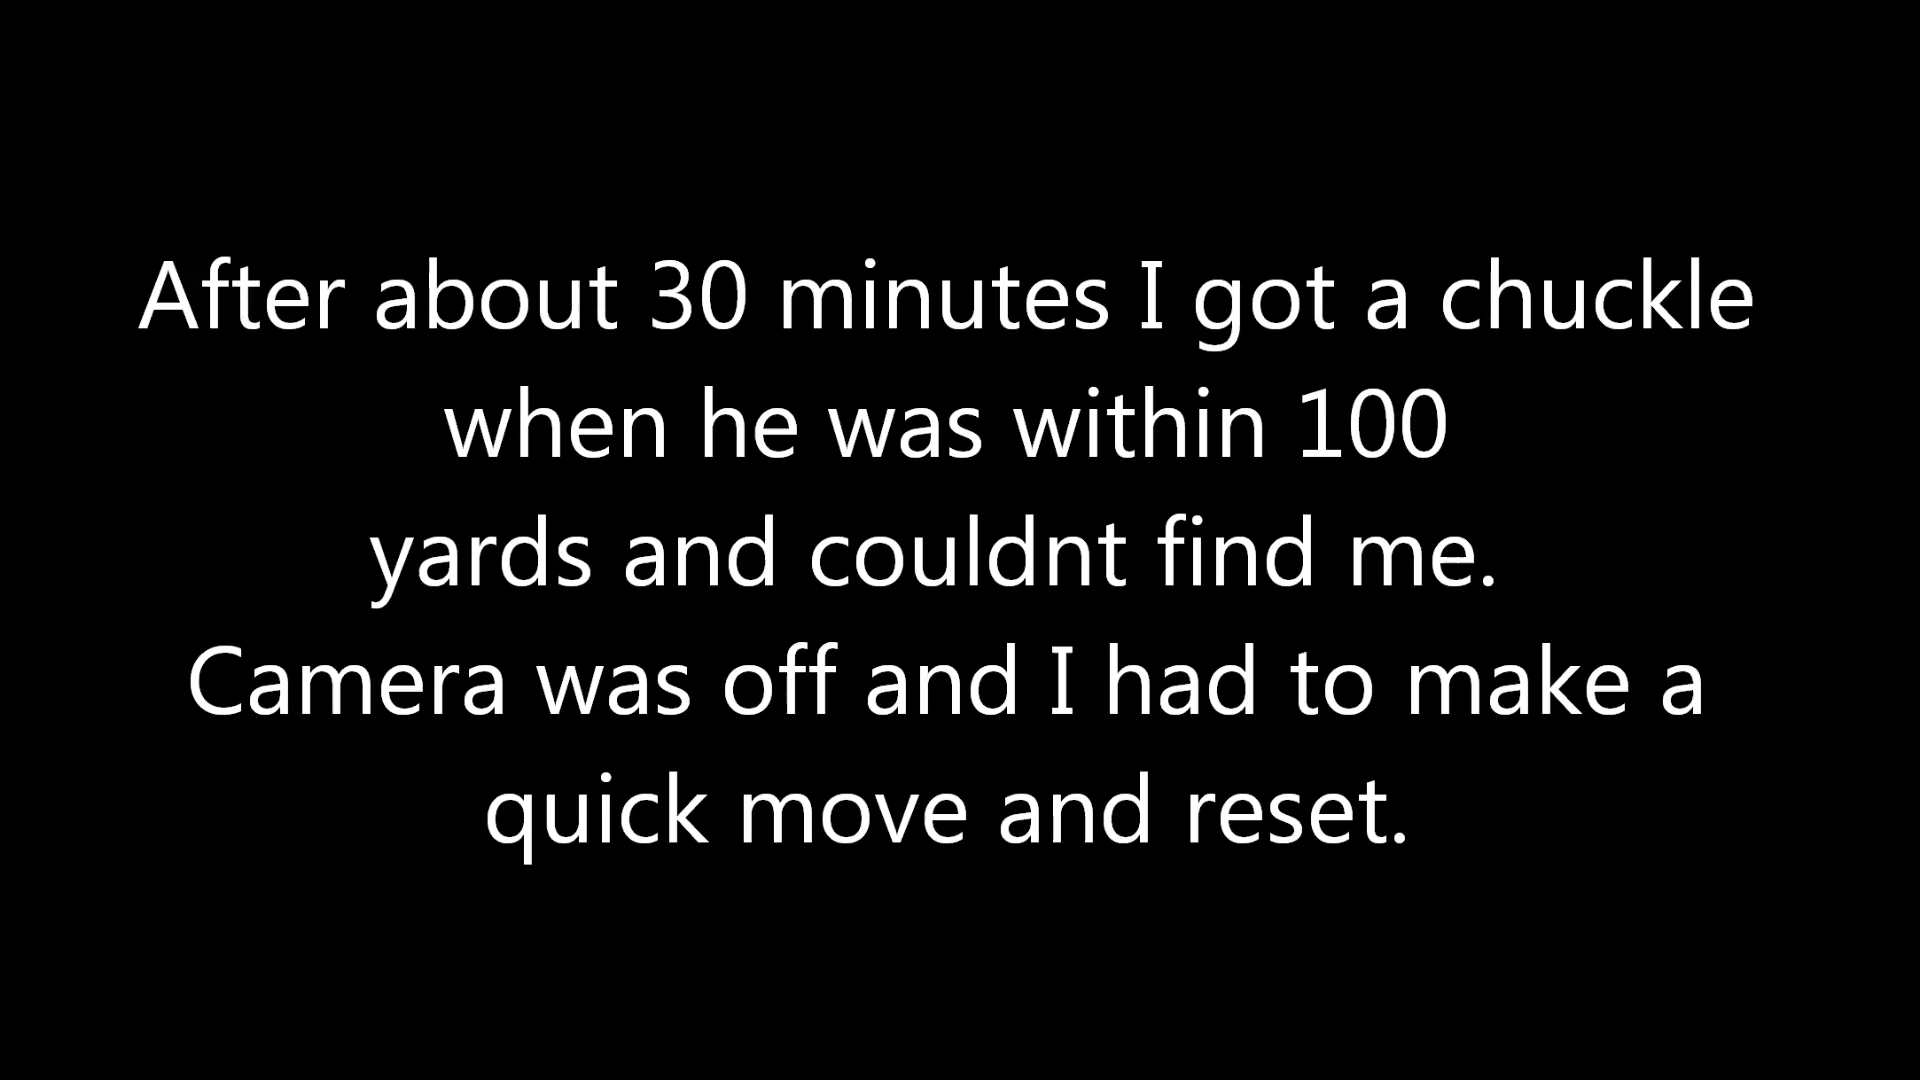 After about 30 minutes I got a chuckle
when he was within 100
yards and couldnt find me.
Camera was off and I had to make a
quick move and reset.